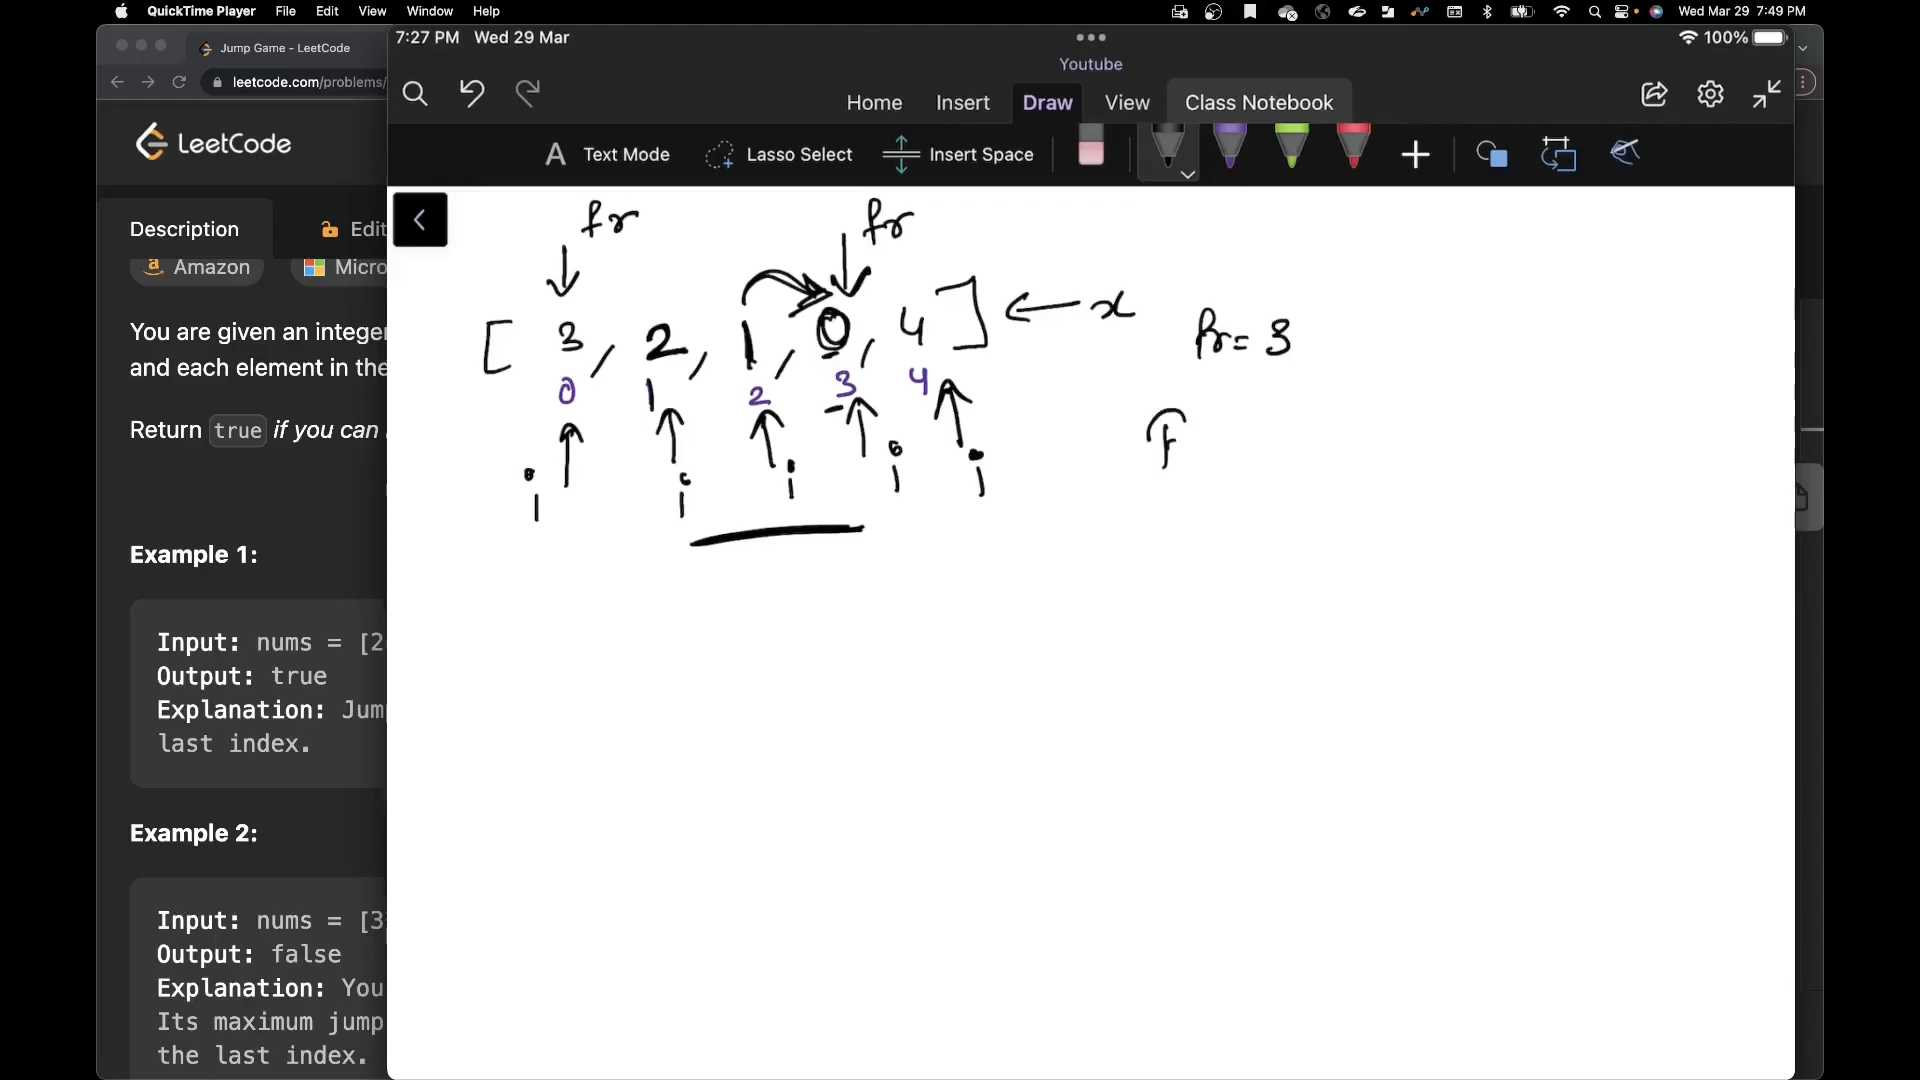 QuickTime Player File Edit View Window Help Wed Mar 29 7:49 PM
Jump Game - LeetCode
leetcode.com/problems/
7:27 PM Wed 29 Mar
100%
Youtube
Home Insert Draw View Class Notebook
A Text Mode Lasso Select Insert Space
LeetCode
Description Edit
Amazon Micro
You are given an integer
and each element in the
Return true if you can
Example 1:
Input: nums = [2
Output: true
Explanation: Jum
last index.
Example 2:
Input: nums = [3
Output: false
Explanation: You
Its maximum jump
the last index.
fr fr
[ 3 , 2 , 1 , 0 , 4 ] ← x
fr = 3
0 1 2 3 4
F
i i i i i